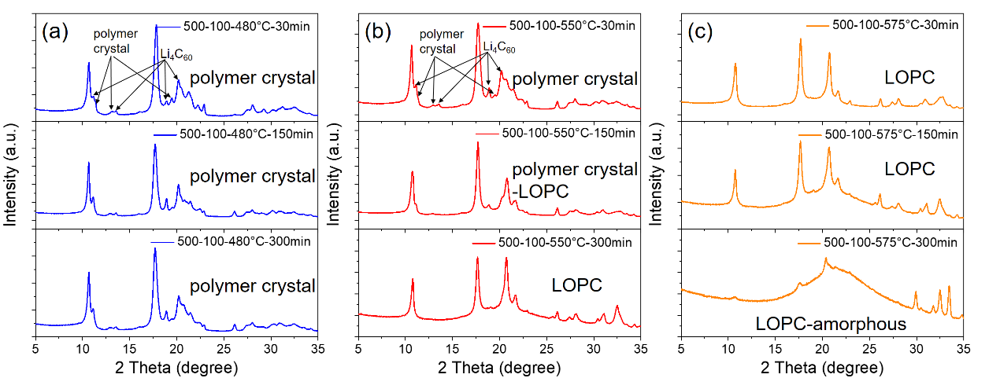 (a)
500-100-480°C-30min
polymer
crystal
Li4C60
polymer crystal
500-100-480°C-150min
polymer crystal
500-100-480°C-300min
polymer crystal
Intensity (a.u.)
5 10 15 20 25 30 35
2 Theta (degree)
(b)
500-100-550°C-30min
polymer
crystal
Li4C60
polymer crystal
500-100-550°C-150min
polymer crystal
-LOPC
500-100-550°C-300min
LOPC
Intensity (a.u.)
5 10 15 20 25 30 35
2 Theta (degree)
(c)
500-100-575°C-30min
LOPC
500-100-575°C-150min
LOPC
500-100-575°C-300min
LOPC-amorphous
Intensity (a.u.)
5 10 15 20 25 30 35
2 Theta (degree)